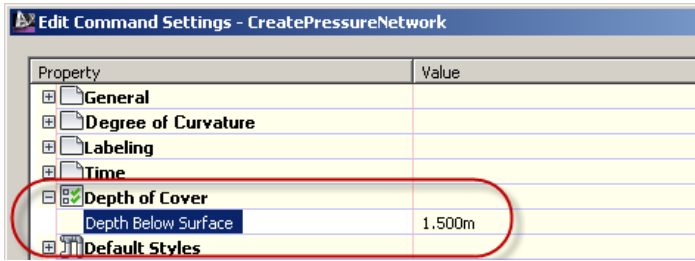 Edit Command Settings - CreatePressureNetwork
Property Value
General
Degree of Curvature
Labeling
Time
Depth of Cover
Depth Below Surface 1.500m
Default Styles